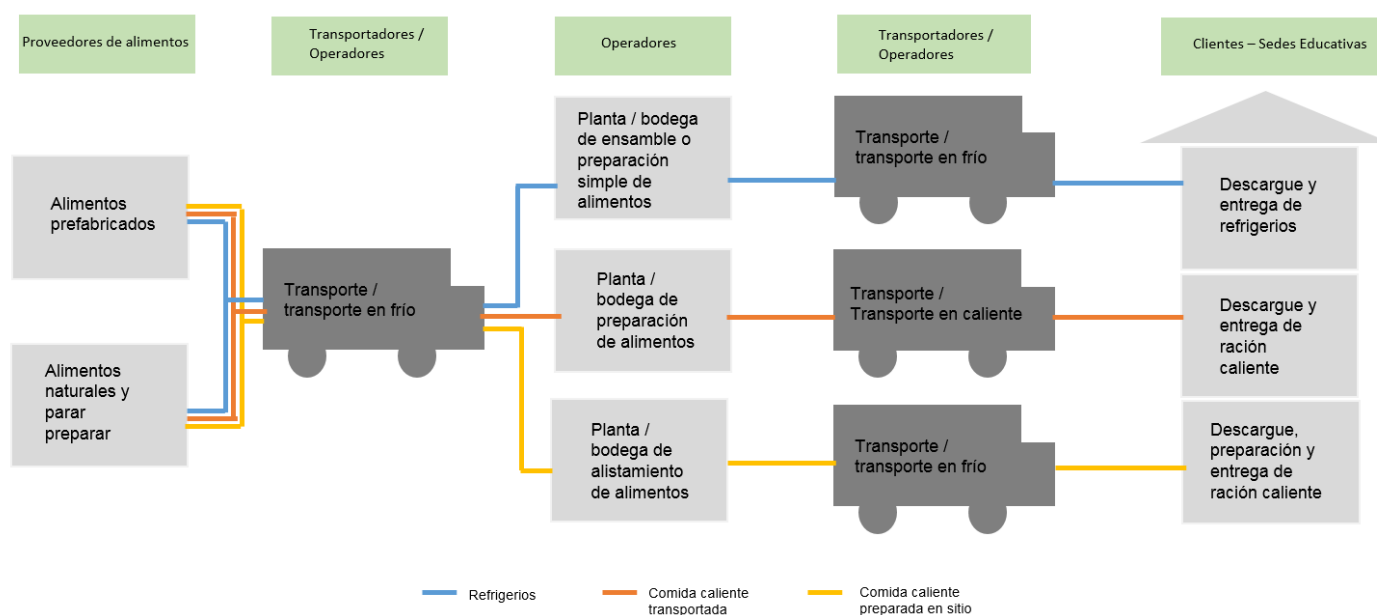 Proveedores de alimentos
Transportadores /
Operadores
Operadores
Transportadores /
Operadores
Clientes – Sedes Educativas
Alimentos
prefabricados
Alimentos
naturales y
parar
preparar
Transporte /
transporte en frío
Planta / bodega
de ensamble o
preparación
simple de
alimentos
Transporte /
transporte en frío
Descargue y
entrega de
refrigerios
Planta /
bodega de
preparación
de alimentos
Transporte /
Transporte en caliente
Descargue y
entrega de
ración
caliente
Planta /
bodega de
alistamiento
de alimentos
Transporte /
transporte en frío
Descargue,
preparación y
entrega de
ración caliente
Refrigerios
Comida caliente
transportada
Comida caliente
preparada en sitio